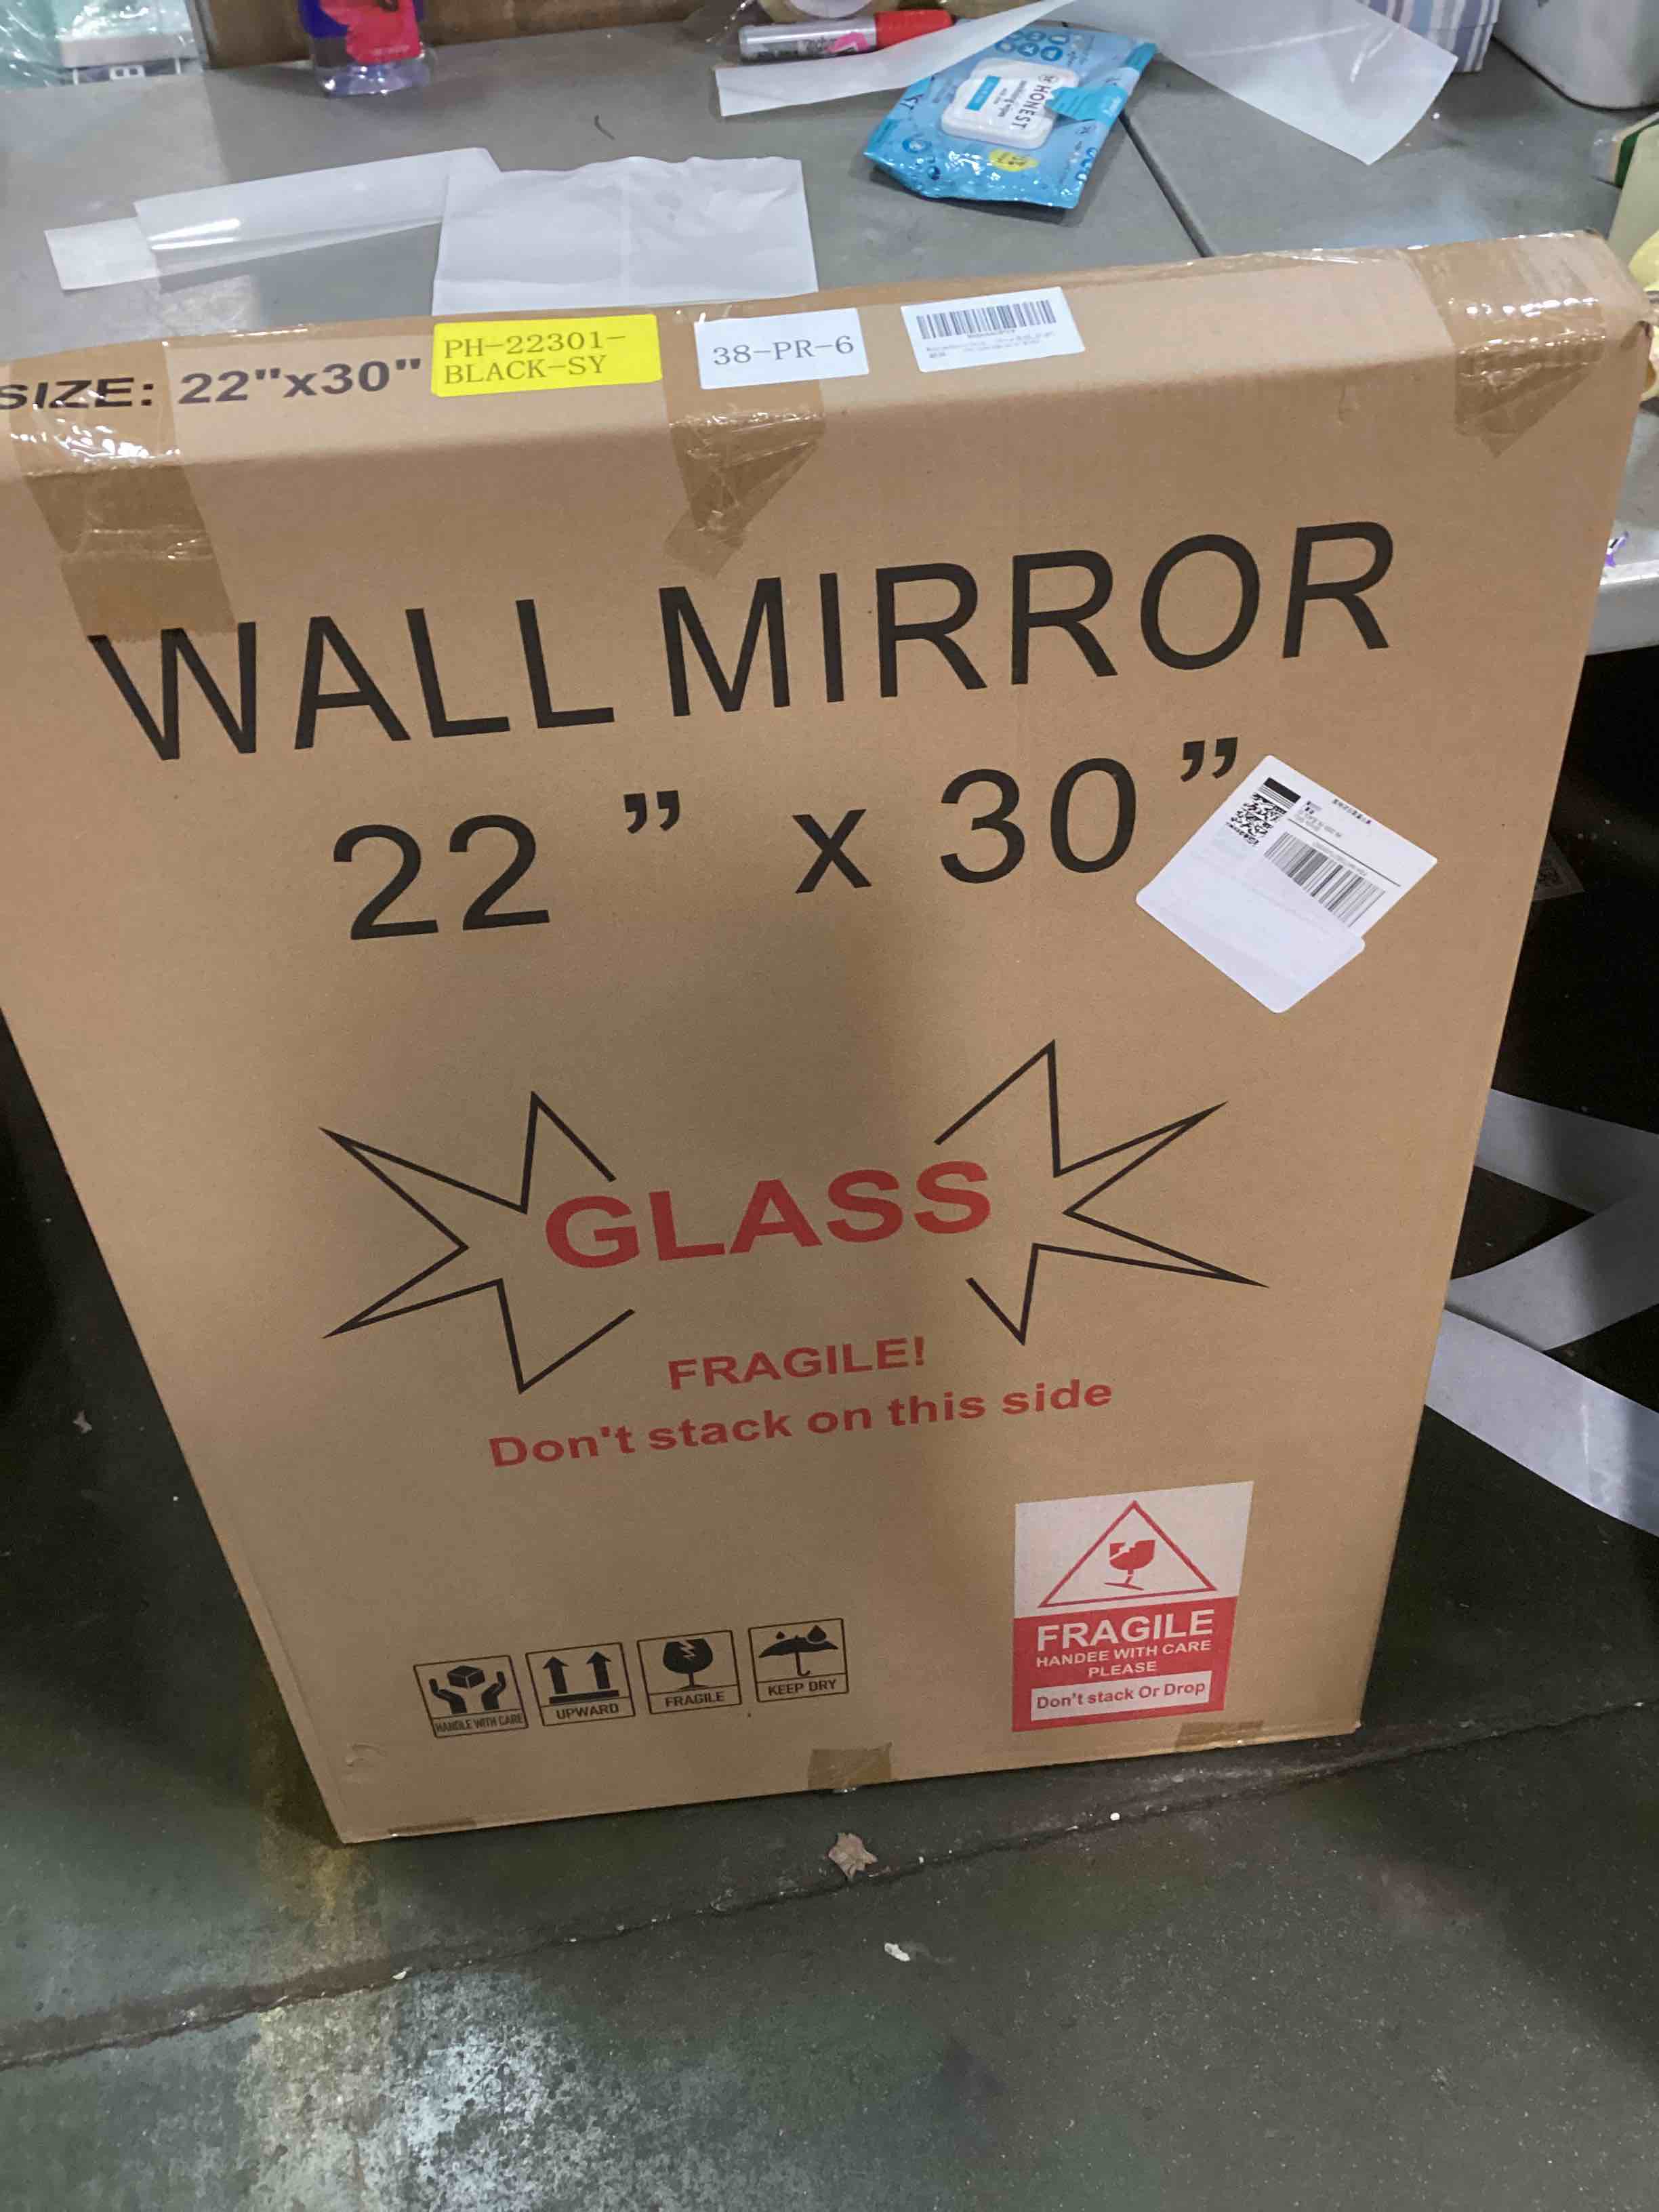 HONEST
SIZE: 22"x30"
PH-22301-
BLACK-SY
38-PR-6
WALL MIRROR
22 ” x 30 ”
GLASS
FRAGILE!
Don't stack on this side
HANDLE WITH CARE
UPWARD
FRAGILE
KEEP DRY
FRAGILE
HANDEE WITH CARE
PLEASE
Don't stack Or Drop